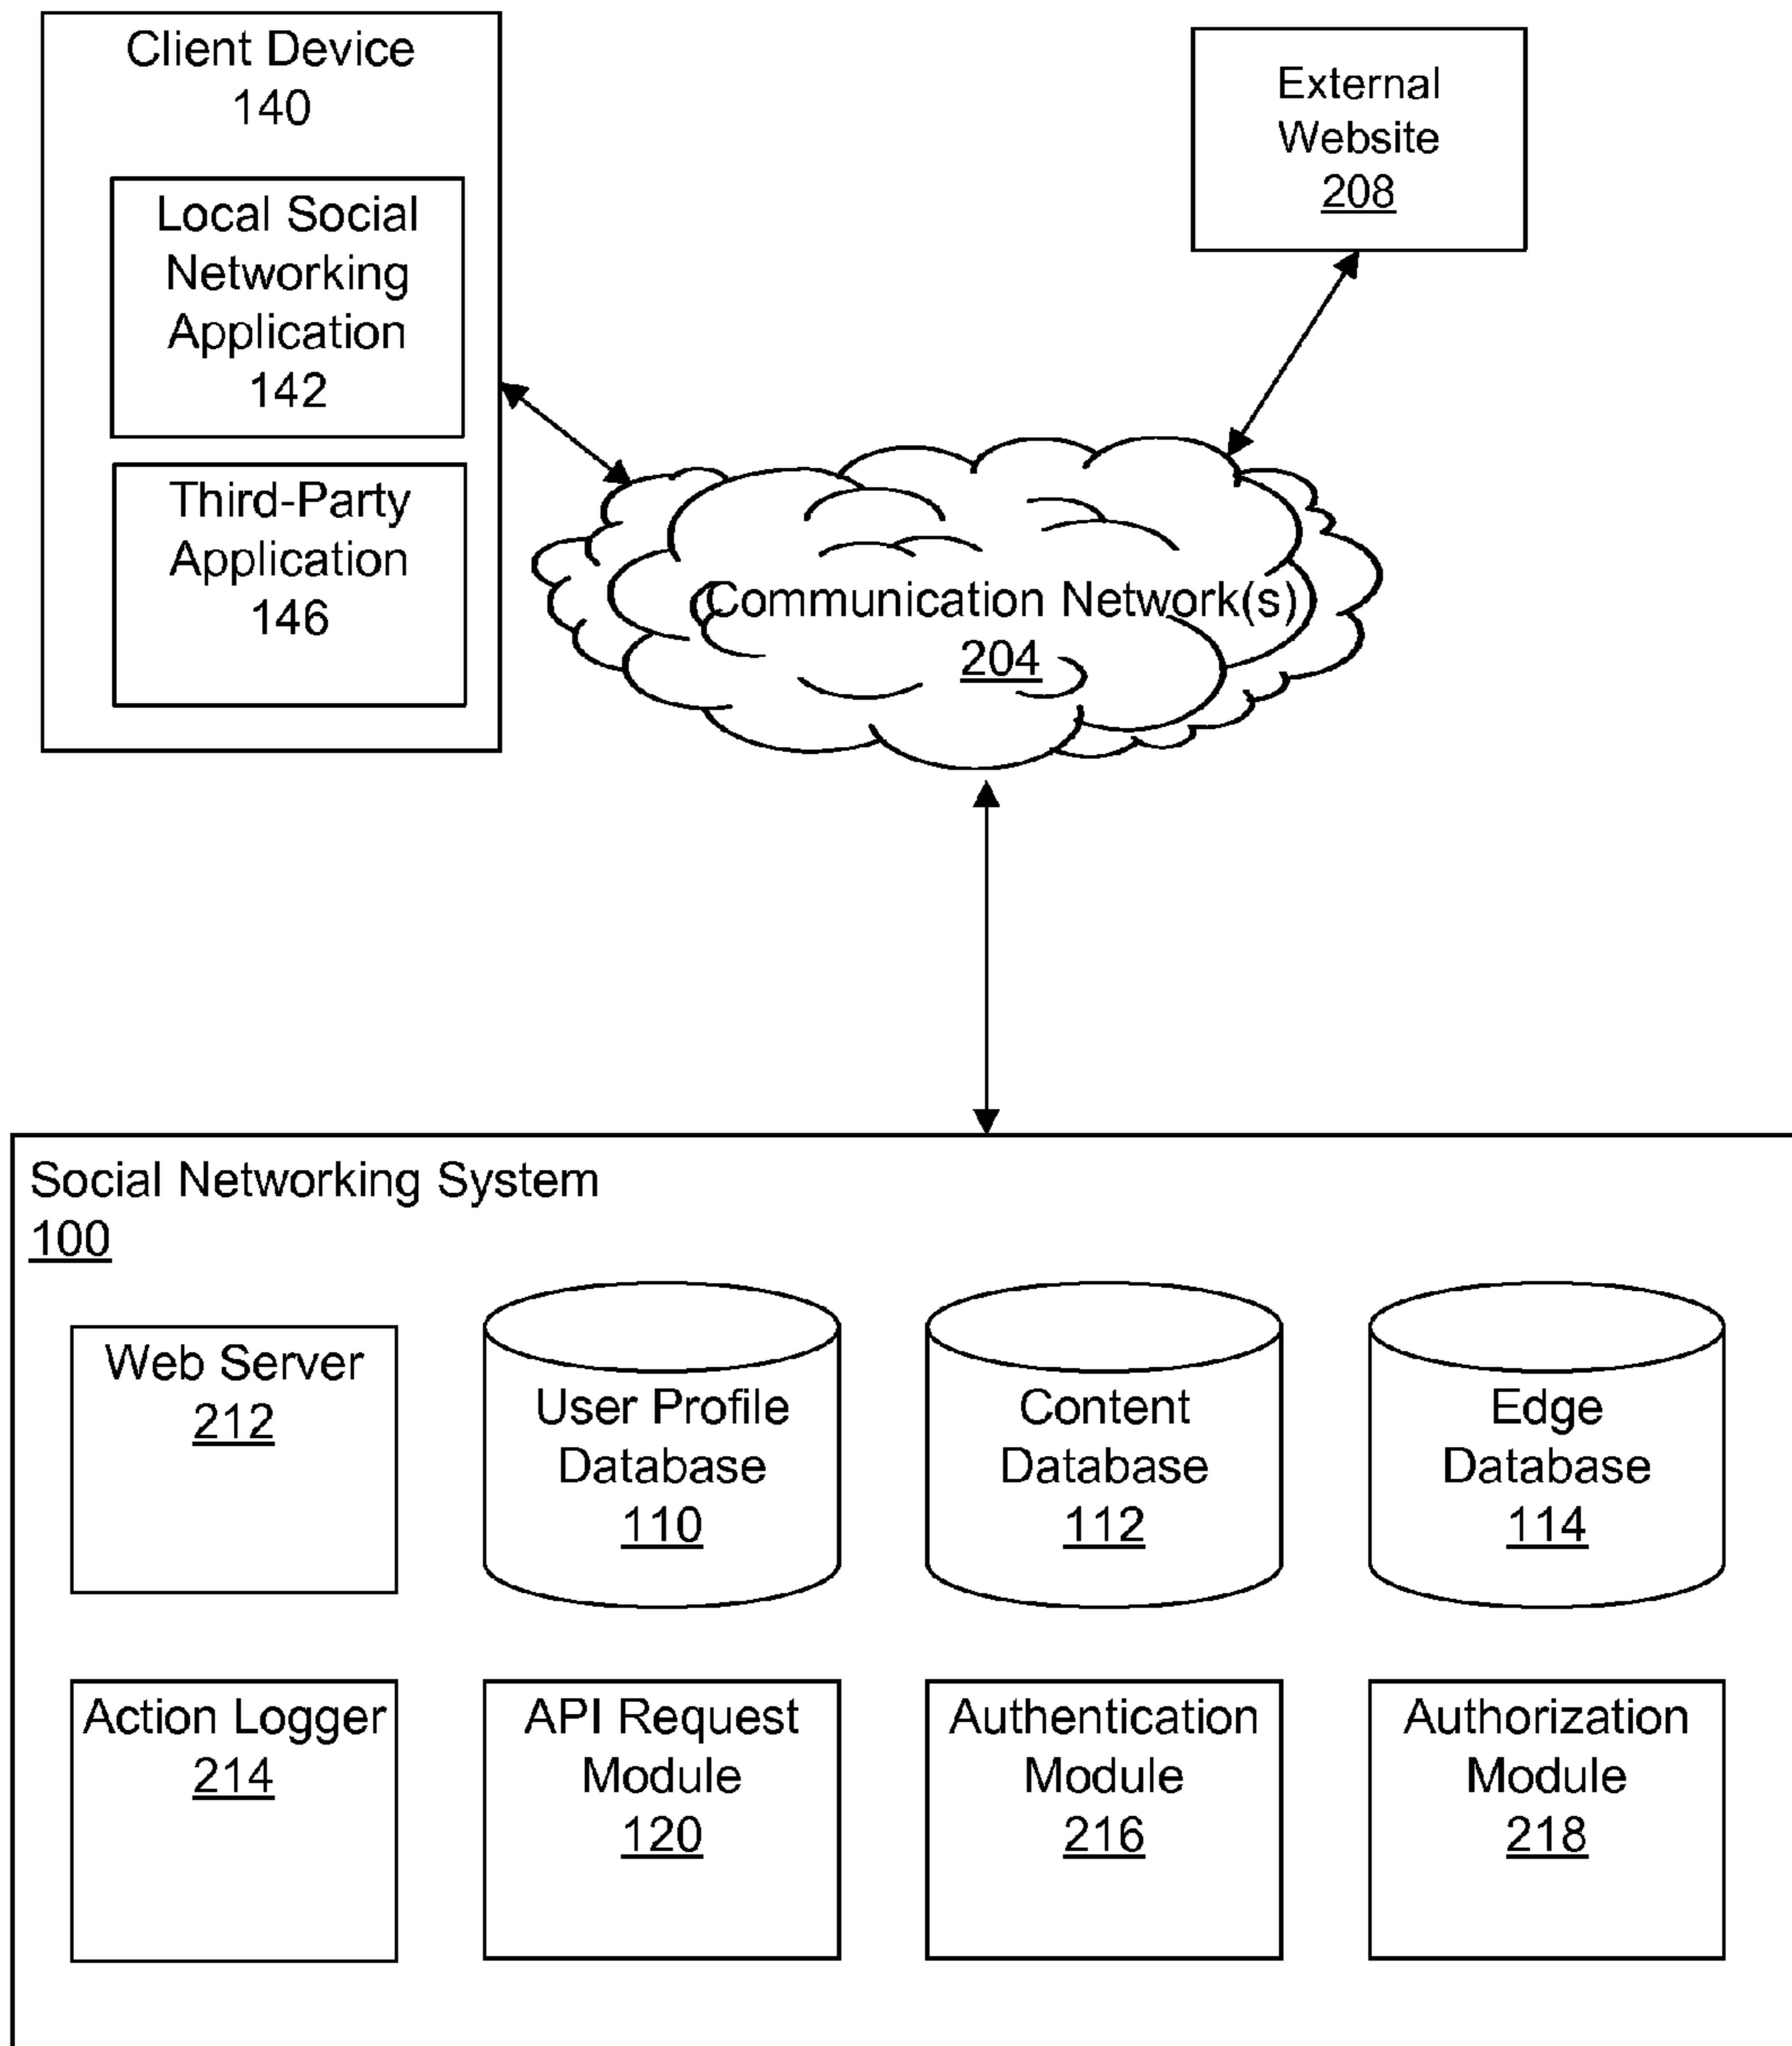 Client Device
140
Local Social
Networking
Application
142
Third-Party
Application
146
External
Website
208
Communication Network(s)
204
Social Networking System
100
Web Server
212
User Profile
Database
110
Content
Database
112
Edge
Database
114
Action Logger
214
API Request
Module
120
Authentication
Module
216
Authorization
Module
218